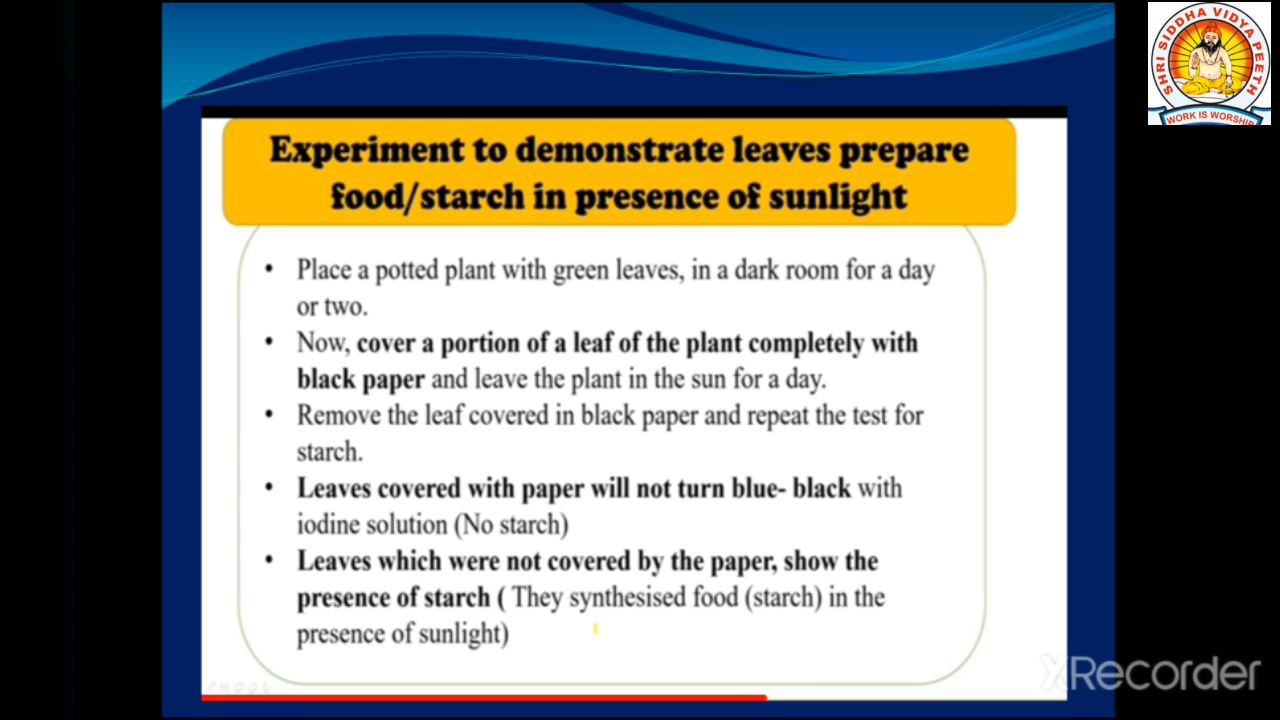 SHRI SIDDHA VIDYA PEETH
WORK IS WORSHIP
Experiment to demonstrate leaves prepare
food/starch in presence of sunlight
• Place a potted plant with green leaves, in a dark room for a day
or two.
• Now, cover a portion of a leaf of the plant completely with
black paper and leave the plant in the sun for a day.
• Remove the leaf covered in black paper and repeat the test for
starch.
• Leaves covered with paper will not turn blue- black with
iodine solution (No starch)
• Leaves which were not covered by the paper, show the
presence of starch ( They synthesised food (starch) in the
presence of sunlight)
XRecorder